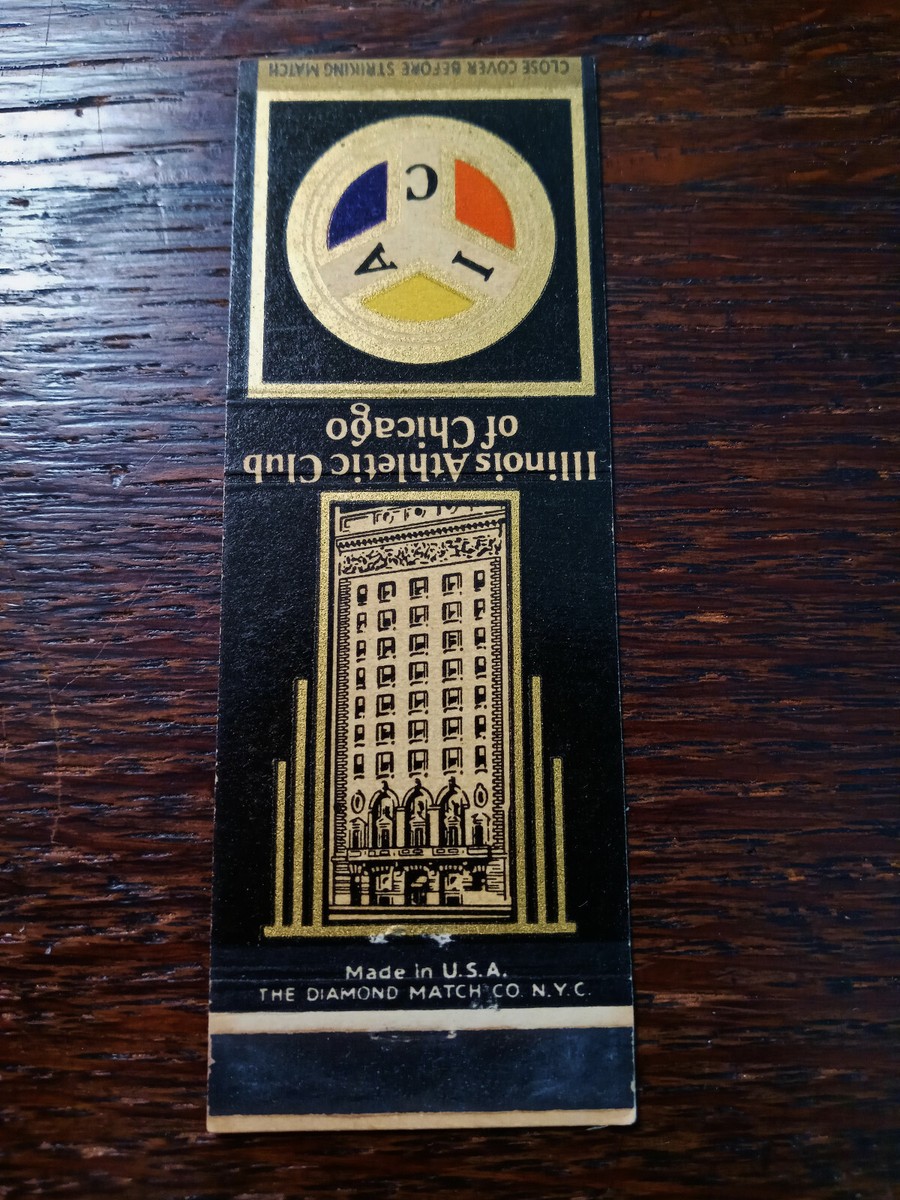 CLOSE COVER BEFORE STRIKING MATCH
I A C
Illinois Athletic Club
of Chicago
Made in U.S.A.
THE DIAMOND MATCH CO. N.Y.C.